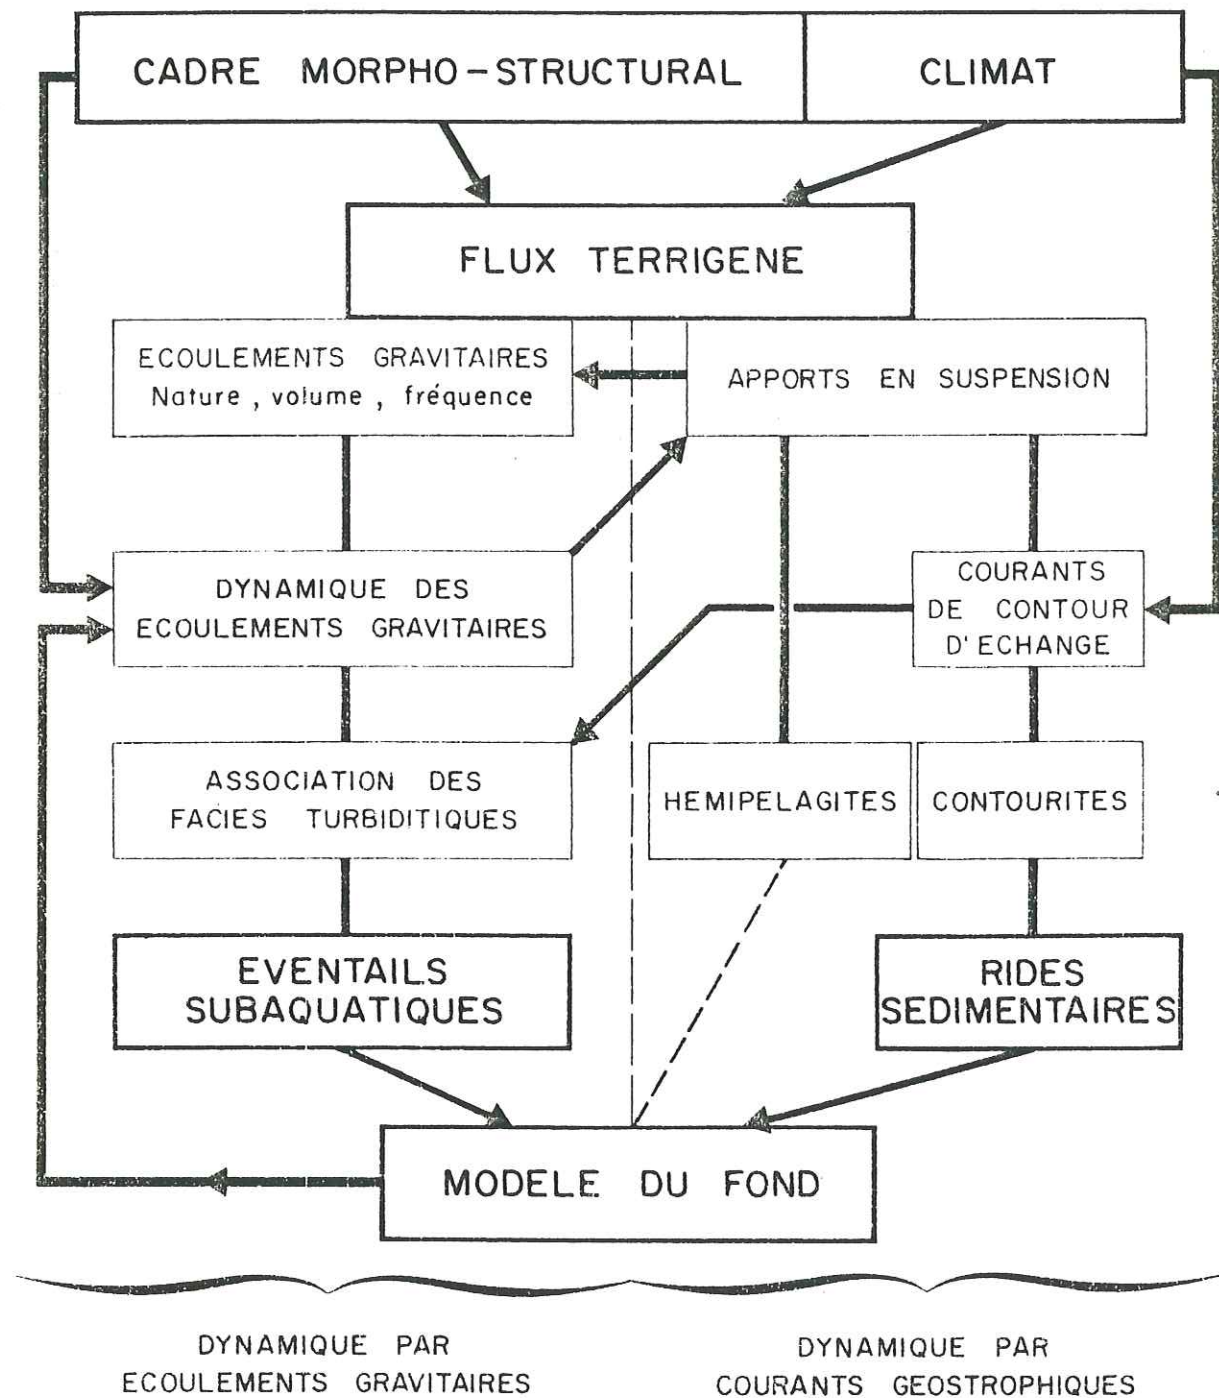 CADRE MORPHO-STRUCTURAL
CLIMAT
FLUX TERRIGENE
ECOULEMENTS GRAVITAIRES
Nature, volume, fréquence
APPORTS EN SUSPENSION
DYNAMIQUE DES
ECOULEMENTS GRAVITAIRES
COURANTS
DE CONTOUR
D'ECHANGE
ASSOCIATION DES
FACIES TURBIDITIQUES
HEMIPELAGITES
CONTOURITES
EVENTAILS
SUBAQUATIQUES
RIDES
SEDIMENTAIRES
MODELE DU FOND
DYNAMIQUE PAR
ECOULEMENTS GRAVITAIRES
DYNAMIQUE PAR
COURANTS GEOSTROPHIQUES